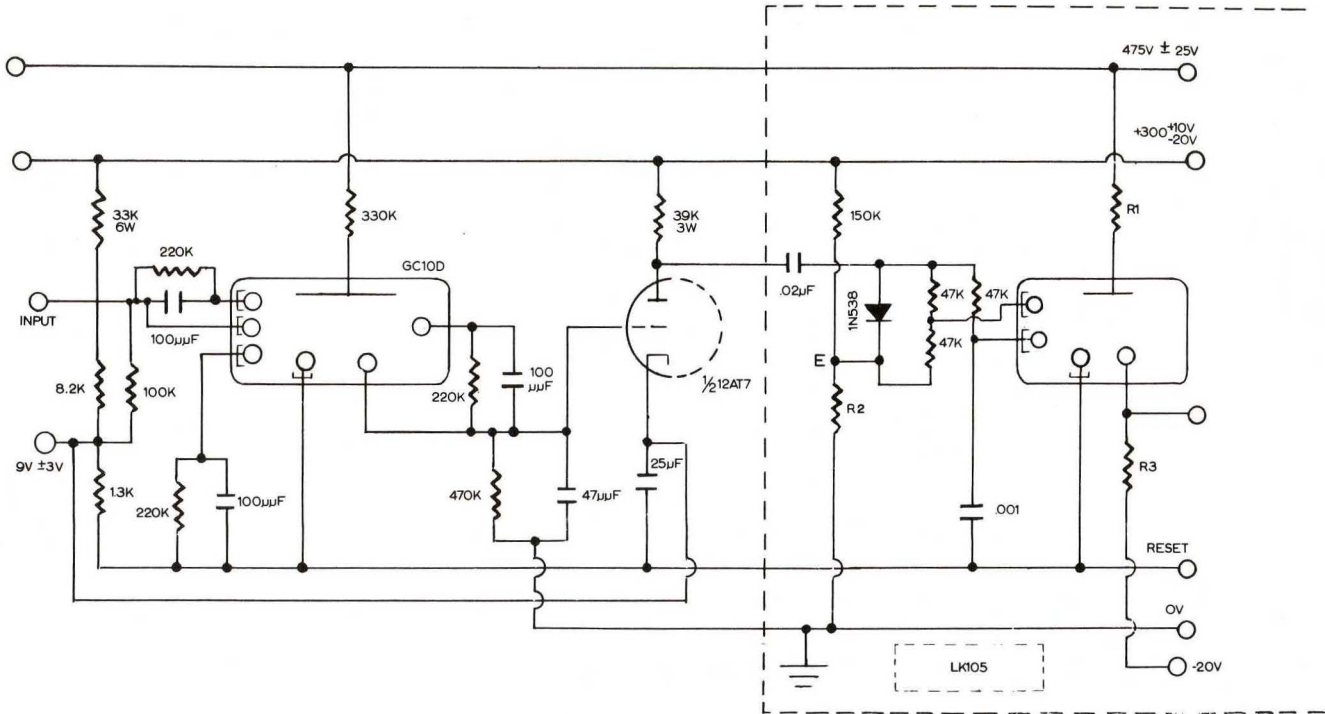 475V ± 25V
+300 +10V
-20V
33K
6W
330K
39K
3W
150K
R1
220K
GC10D
.02µF
1N538
47K
47K
47K
INPUT
100µµF
E
½12AT7
8.2K
100K
220K
100
µµF
R2
9V ±3V
25µF
R3
1.3K
220K
100µµF
470K
47µµF
.001
RESET
OV
LK105
-20V